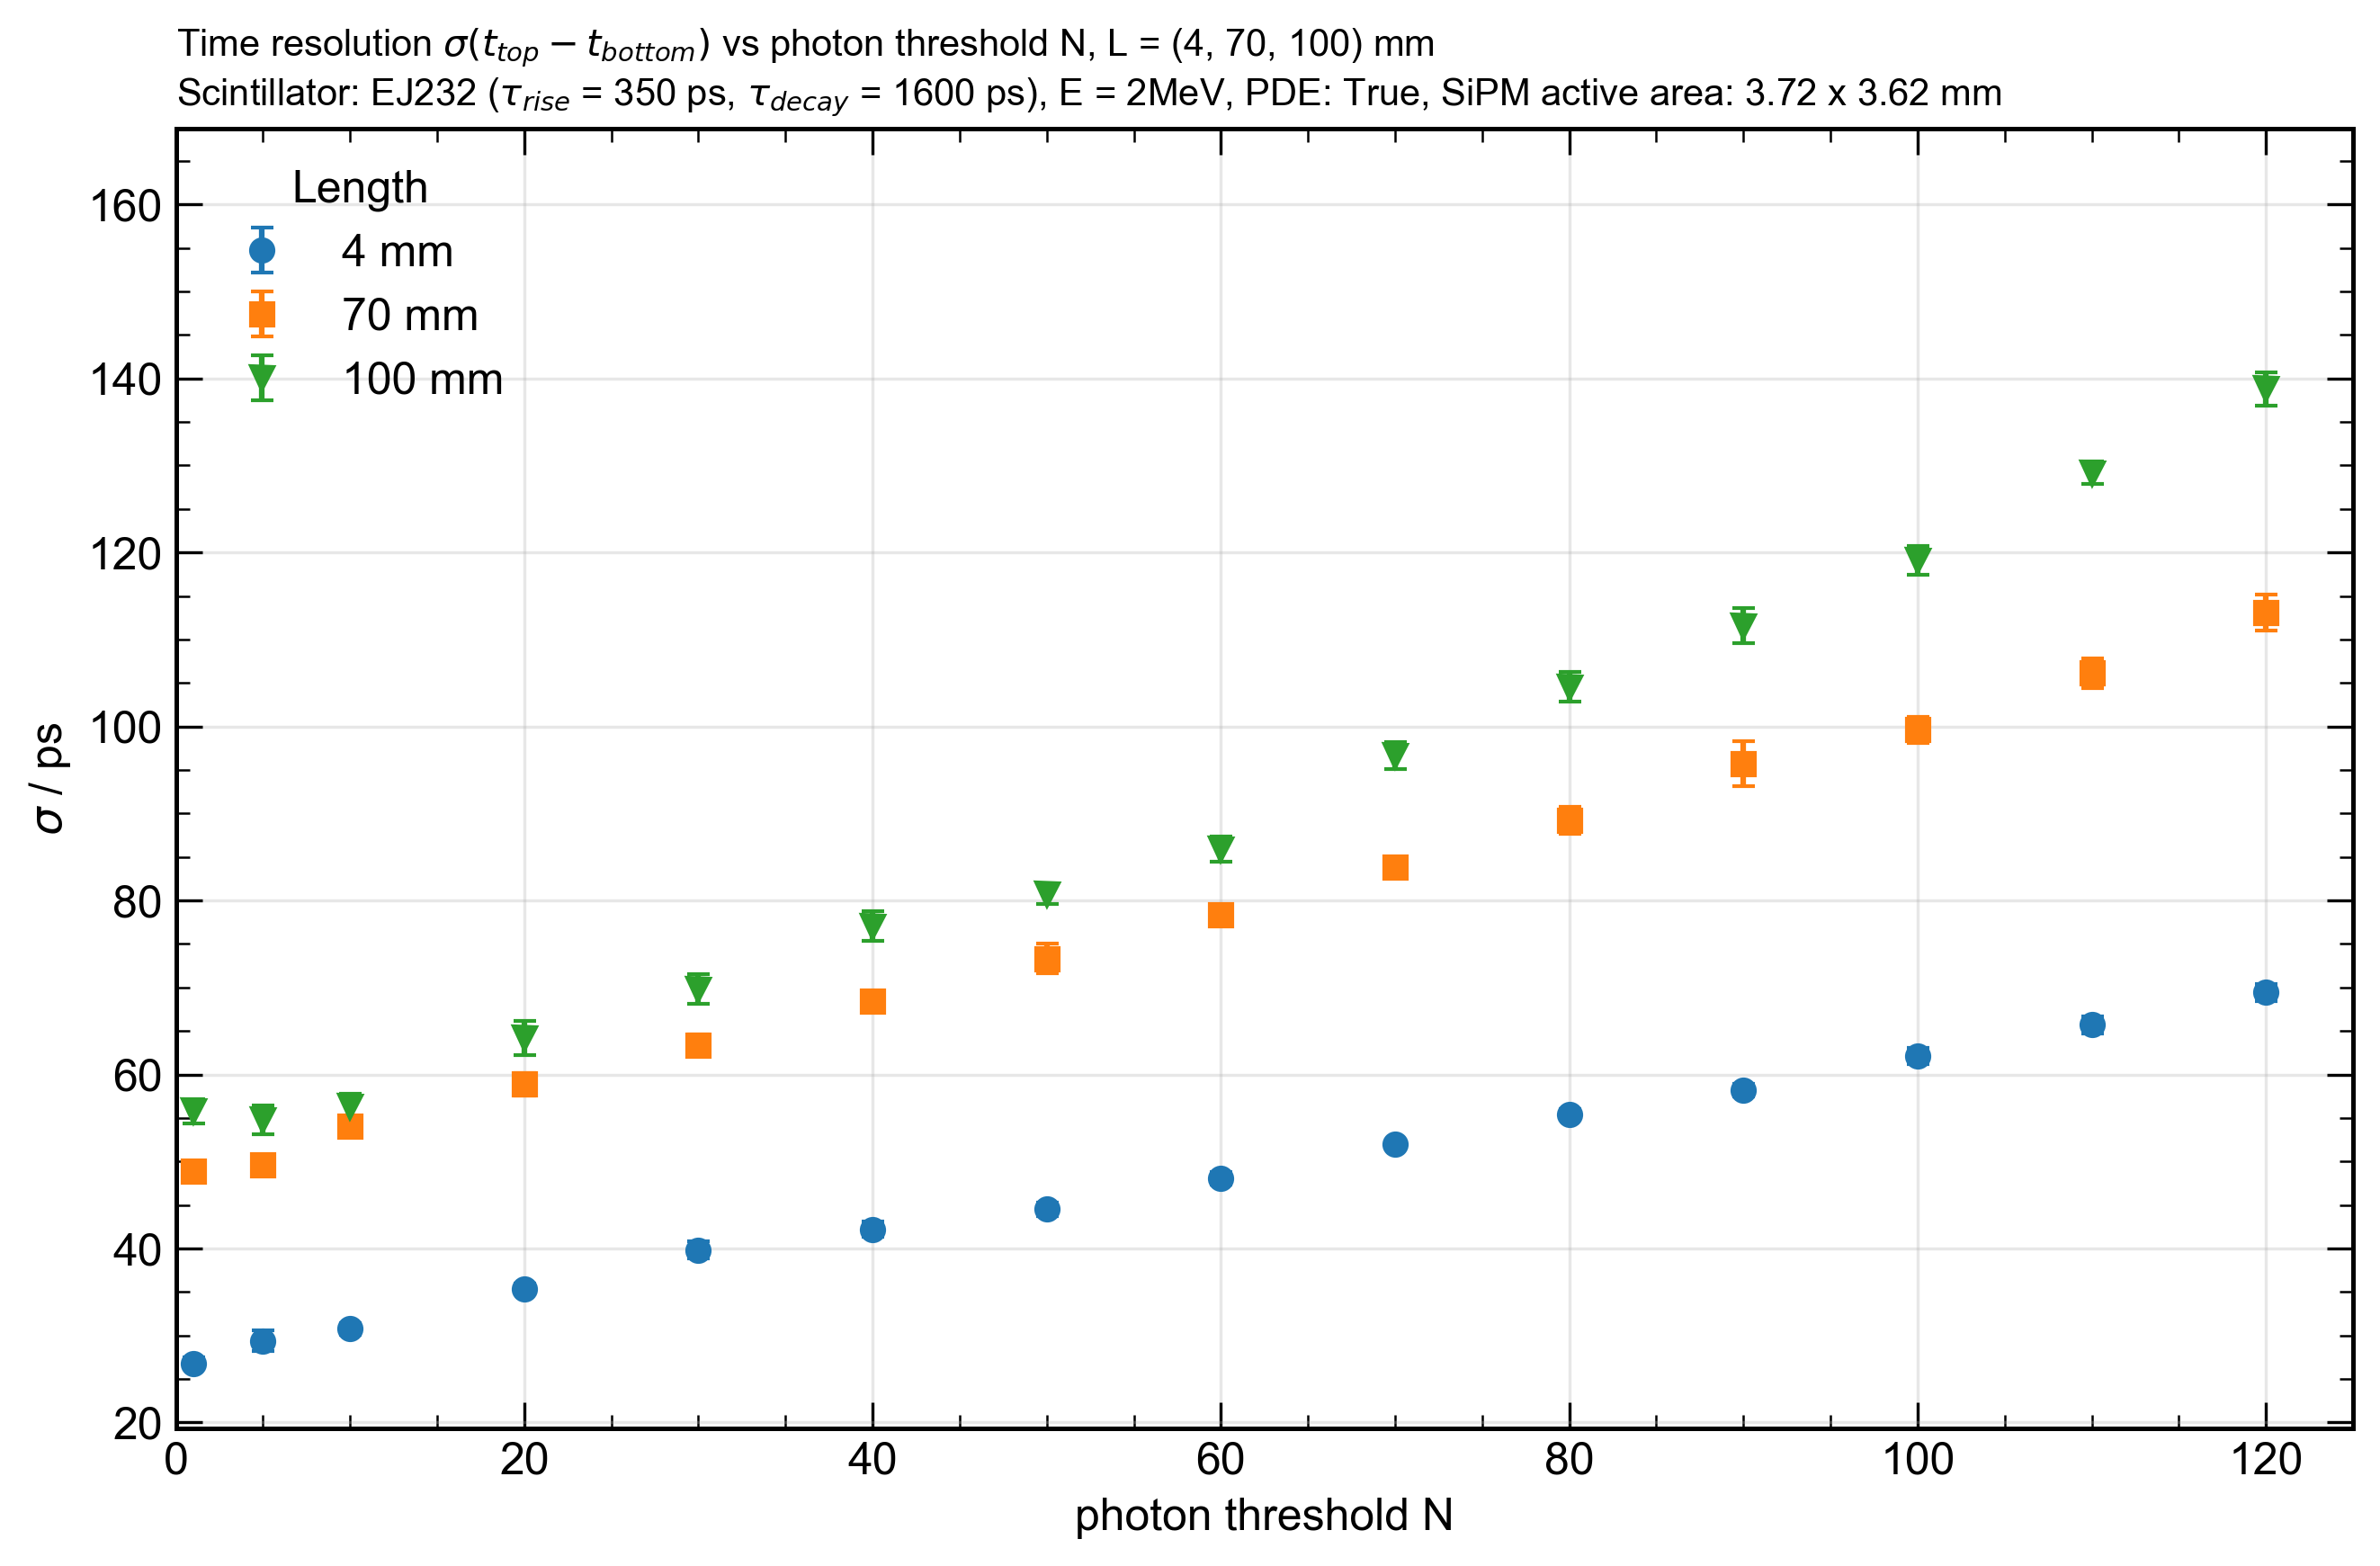 Time resolution σ(t_top − t_bottom) vs photon threshold N, L = (4, 70, 100) mm
Scintillator: EJ232 (τ_rise = 350 ps, τ_decay = 1600 ps), E = 2MeV, PDE: True, SiPM active area: 3.72 x 3.62 mm
Length
4 mm
70 mm
100 mm
160
140
120
100
80
60
40
20
σ / ps
0 20 40 60 80 100 120
photon threshold N